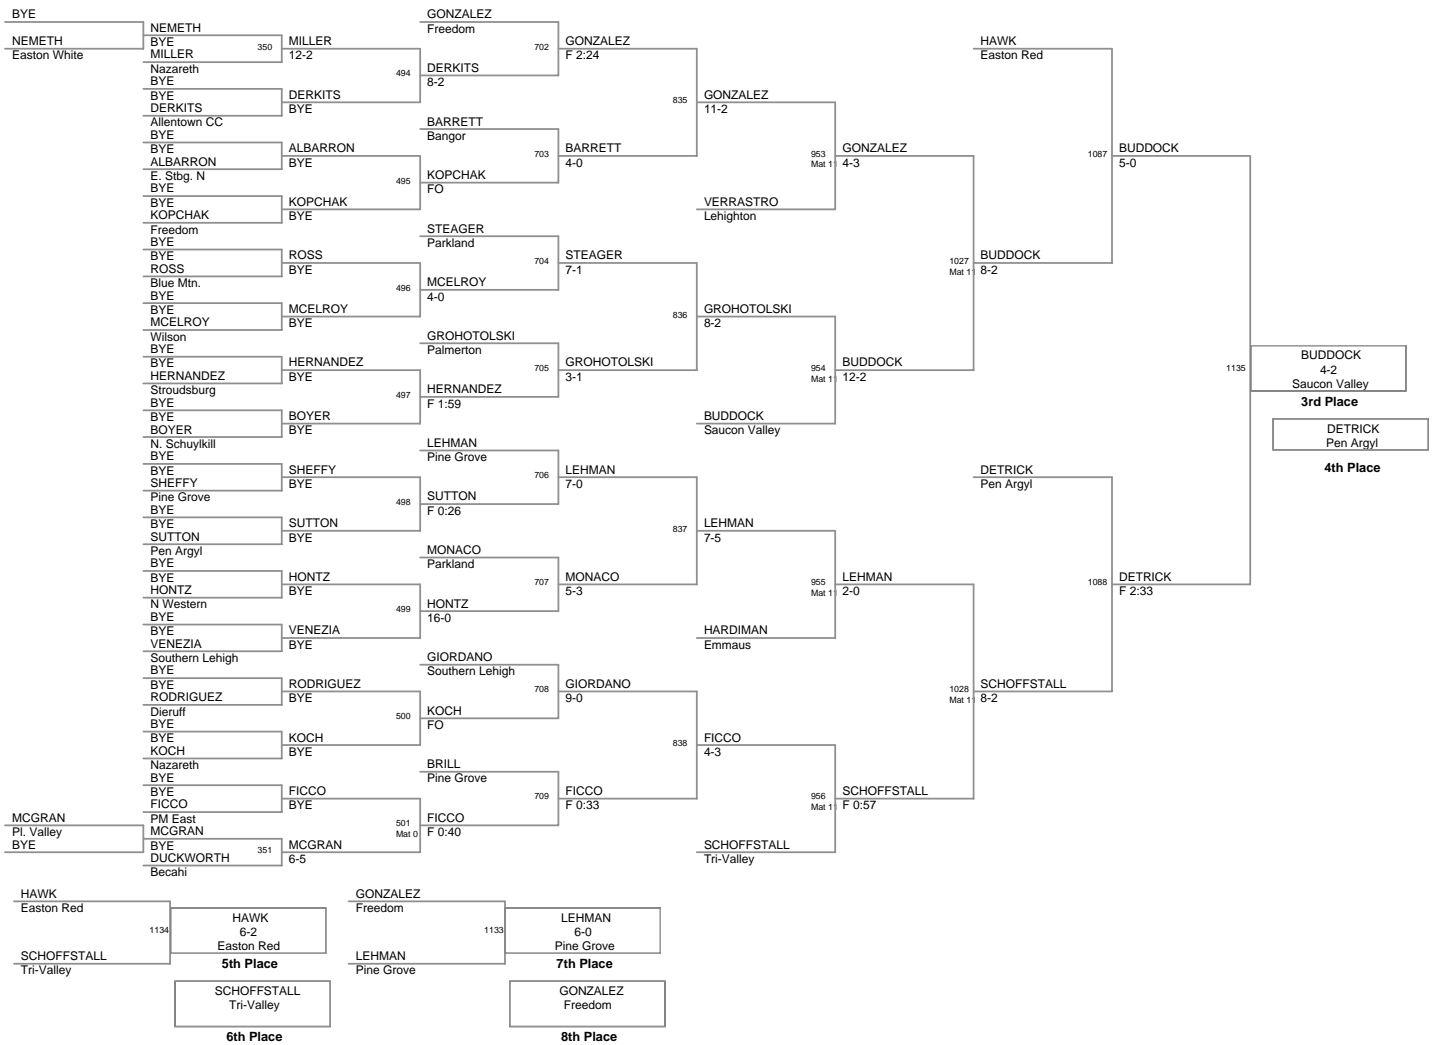 BYE
NEMETH
Easton White
MCGRAN
Pl. Valley
BYE
NEMETH
BYE
MILLER
Nazareth
BYE
BYE
DERKITS
Allentown CC
BYE
BYE
ALBARRON
E. Stbg. N
BYE
BYE
KOPCHAK
Freedom
BYE
BYE
ROSS
Blue Mtn.
BYE
BYE
MCELROY
Wilson
BYE
BYE
HERNANDEZ
Stroudsburg
BYE
BYE
BOYER
N. Schuylkill
BYE
BYE
SHEFFY
Pine Grove
BYE
BYE
SUTTON
Pen Argyl
BYE
BYE
HONTZ
N Western
BYE
BYE
VENEZIA
Southern Lehigh
BYE
BYE
RODRIGUEZ
Dieruff
BYE
BYE
KOCH
Nazareth
BYE
BYE
FICCO
PM East
MCGRAN
BYE
DUCKWORTH
Becahi
350
351
MILLER
12-2
DERKITS
BYE
ALBARRON
BYE
KOPCHAK
BYE
ROSS
BYE
MCELROY
BYE
HERNANDEZ
BYE
BOYER
BYE
SHEFFY
BYE
SUTTON
BYE
HONTZ
BYE
VENEZIA
BYE
RODRIGUEZ
BYE
KOCH
BYE
FICCO
BYE
MCGRAN
6-5
494
495
496
497
498
499
500
501
Mat 0
GONZALEZ
Freedom
DERKITS
8-2
BARRETT
Bangor
KOPCHAK
FO
STEAGER
Parkland
MCELROY
4-0
GROHOTOLSKI
Palmerton
HERNANDEZ
F 1:59
LEHMAN
Pine Grove
SUTTON
F 0:26
MONACO
Parkland
HONTZ
16-0
GIORDANO
Southern Lehigh
KOCH
FO
BRILL
Pine Grove
FICCO
F 0:40
702
703
704
705
706
707
708
709
GONZALEZ
F 2:24
BARRETT
4-0
STEAGER
7-1
GROHOTOLSKI
3-1
LEHMAN
7-0
MONACO
5-3
GIORDANO
9-0
FICCO
F 0:33
835
836
837
838
GONZALEZ
11-2
VERRASTRO
Lehighton
GROHOTOLSKI
8-2
BUDDOCK
Saucon Valley
LEHMAN
7-5
HARDIMAN
Emmaus
FICCO
4-3
SCHOFFSTALL
Tri-Valley
953
Mat 11
954
Mat 11
955
Mat 11
956
Mat 11
GONZALEZ
4-3
BUDDOCK
12-2
LEHMAN
2-0
SCHOFFSTALL
F 0:57
1027
Mat 11
1028
Mat 11
HAWK
Easton Red
BUDDOCK
8-2
DETRICK
Pen Argyl
SCHOFFSTALL
8-2
1087
1088
BUDDOCK
5-0
DETRICK
F 2:33
1135
BUDDOCK
4-2
Saucon Valley
3rd Place
DETRICK
Pen Argyl
4th Place
HAWK
Easton Red
SCHOFFSTALL
Tri-Valley
1134
HAWK
6-2
Easton Red
5th Place
SCHOFFSTALL
Tri-Valley
6th Place
GONZALEZ
Freedom
LEHMAN
Pine Grove
1133
LEHMAN
6-0
Pine Grove
7th Place
GONZALEZ
Freedom
8th Place